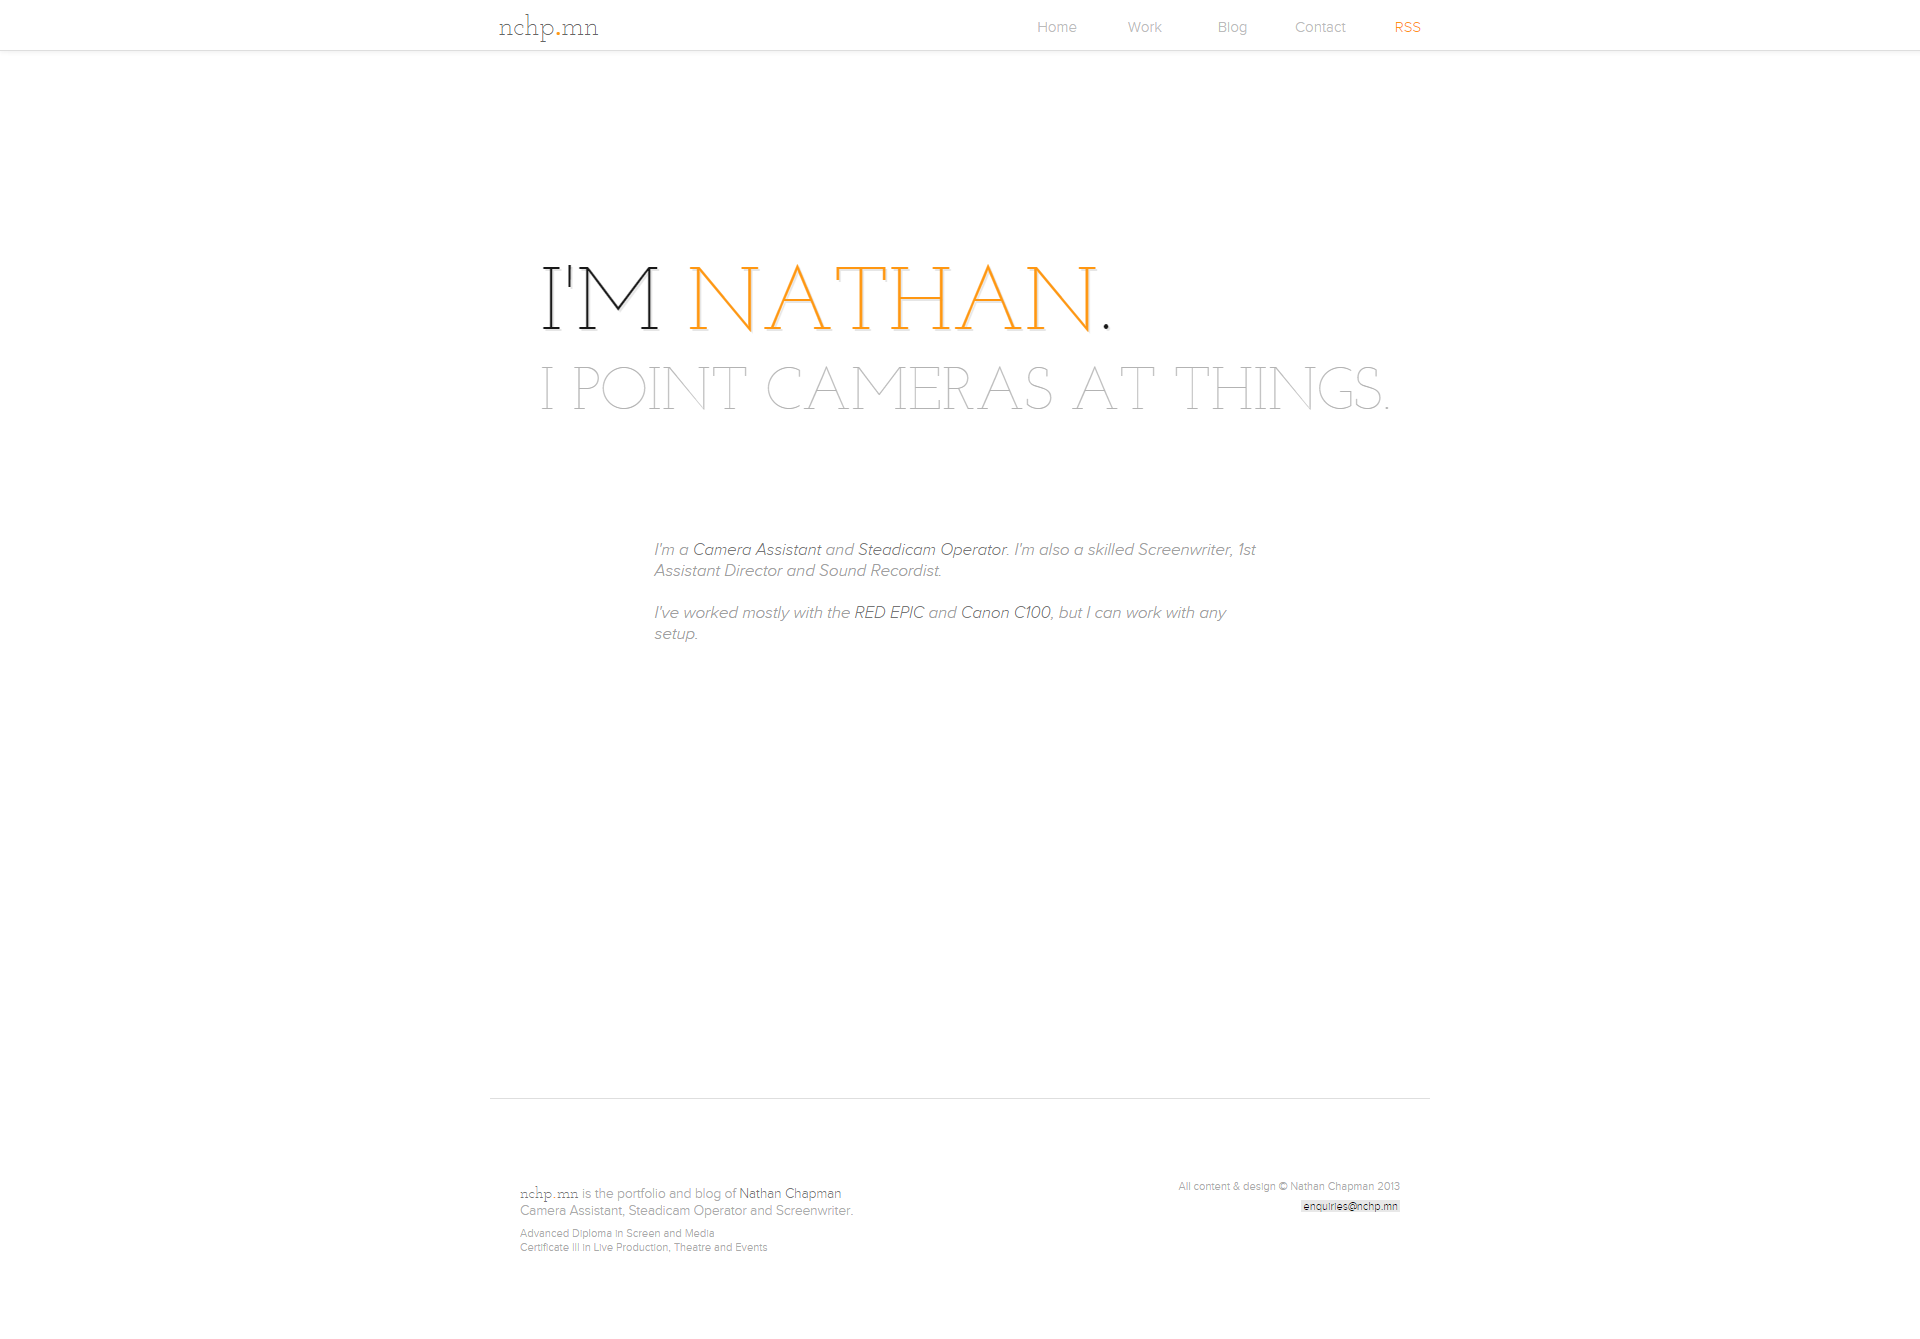 nchp.mn
Home Work Blog Contact RSS
I'M NATHAN.
I POINT CAMERAS AT THINGS.
I'm a Camera Assistant and Steadicam Operator. I'm also a skilled Screenwriter, 1st
Assistant Director and Sound Recordist.
I've worked mostly with the RED EPIC and Canon C100, but I can work with any
setup.
nchp.mn is the portfolio and blog of Nathan Chapman
Camera Assistant, Steadicam Operator and Screenwriter.
Advanced Diploma in Screen and Media
Certificate III in Live Production, Theatre and Events
All content & design © Nathan Chapman 2013
enquiries@nchp.mn